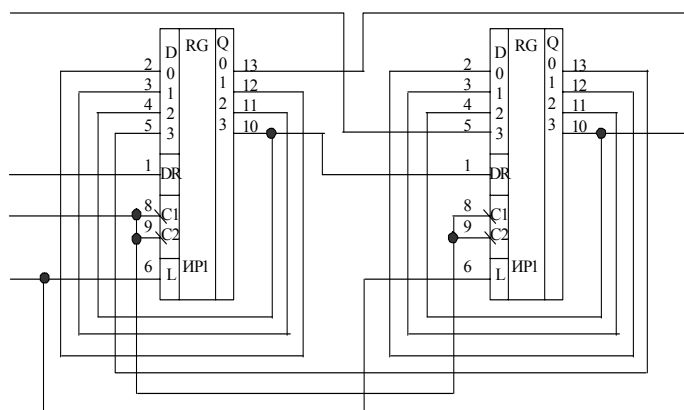 D RG Q
2 0 0 13
3 1 1 12
4 2 2 11
5 3 3 10
1 DR
8 C1
9 C2
6 L ИР1
D RG Q
2 0 0 13
3 1 1 12
4 2 2 11
5 3 3 10
1 DR
8 C1
9 C2
6 L ИР1